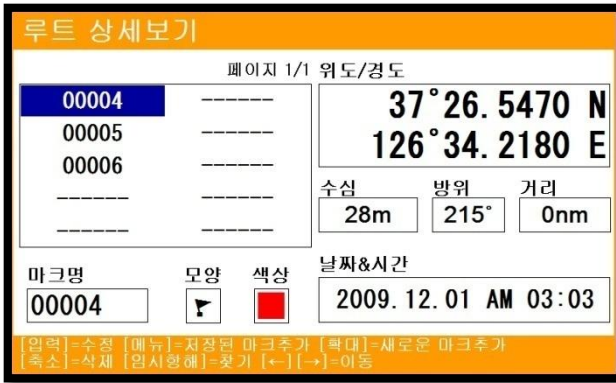 루트 상세보기
페이지 1/1
00004 ------
00005 ------
00006 ------
------ ------
------ ------
위도/경도
37°26.5470 N
126°34.2180 E
수심 방위 거리
28m 215° 0nm
마크명 모양 색상
00004
날짜&시간
2009.12.01 AM 03:03
[입력]=수정 [메뉴]=저장된 마크추가 [확대]=새로운 마크추가
[축소]=삭제 [임시항해]=찾기 [←][→]=이동